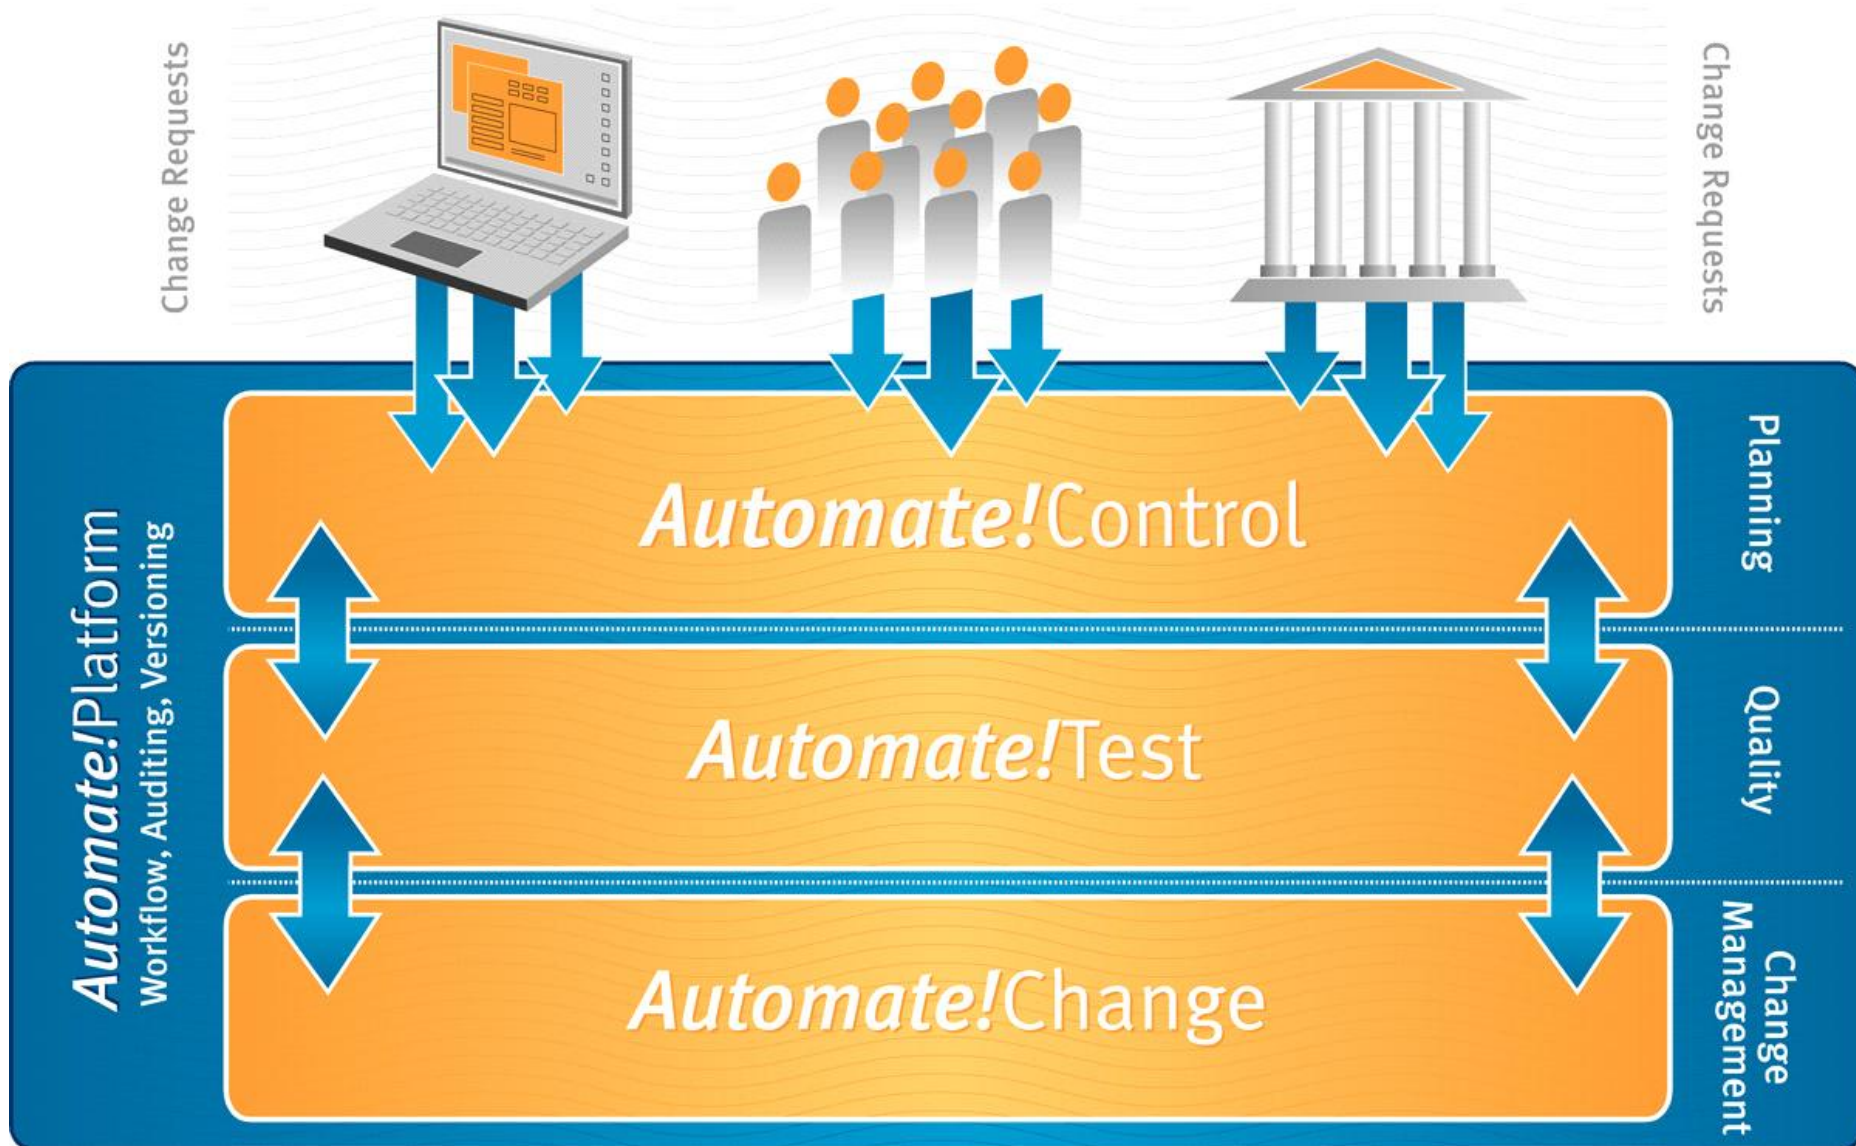 Change Requests
Change Requests
Automate!Platform
Workflow, Auditing, Versioning
Automate!Control
Planning
Automate!Test
Quality
Automate!Change
Change
Management